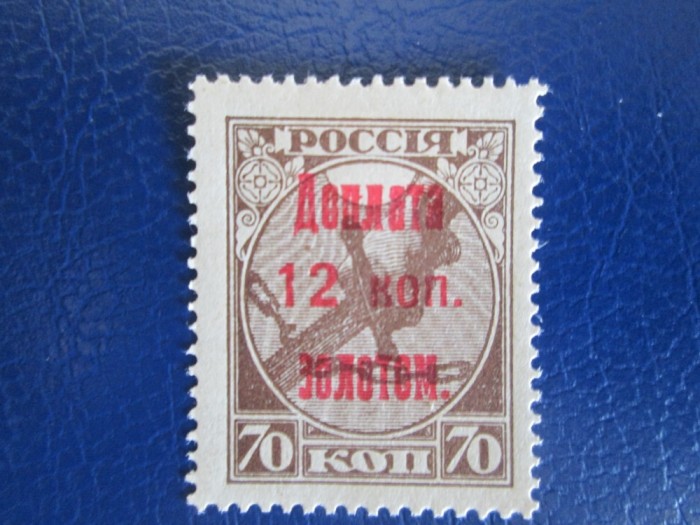 РОССІЯ
Доплата
12 коп.
золотом.
70 КОП 70